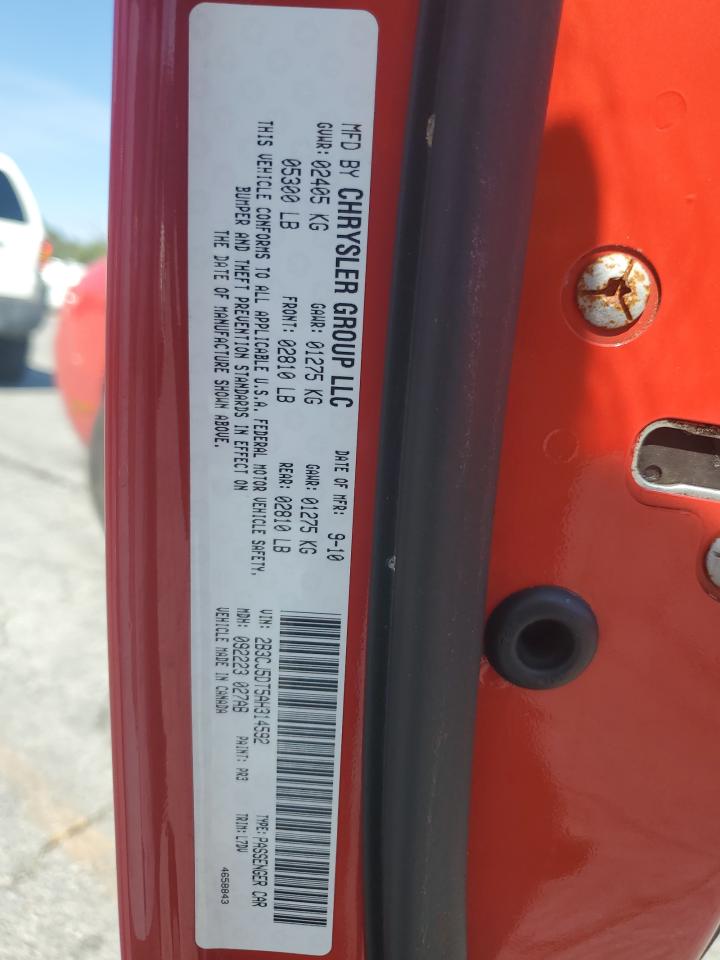 MFD BY CHRYSLER GROUP LLC
DATE OF MFR: 9-10
GVWR: 02405 KG
GAWR: 01275 KG
GAWR: 01275 KG
05300 LB
FRONT: 02810 LB
REAR: 02810 LB
THIS VEHICLE CONFORMS TO ALL APPLICABLE U.S.A. FEDERAL MOTOR VEHICLE SAFETY,
BUMPER AND THEFT PREVENTION STANDARDS IN EFFECT ON
THE DATE OF MANUFACTURE SHOWN ABOVE.
VIN: 2B3CJ5DT5AH314592
TYPE: PASSENGER CAR
MDH: 092223 027AB
PAINT: PR3
TRIM: L7DV
VEHICLE MADE IN CANADA
4658843